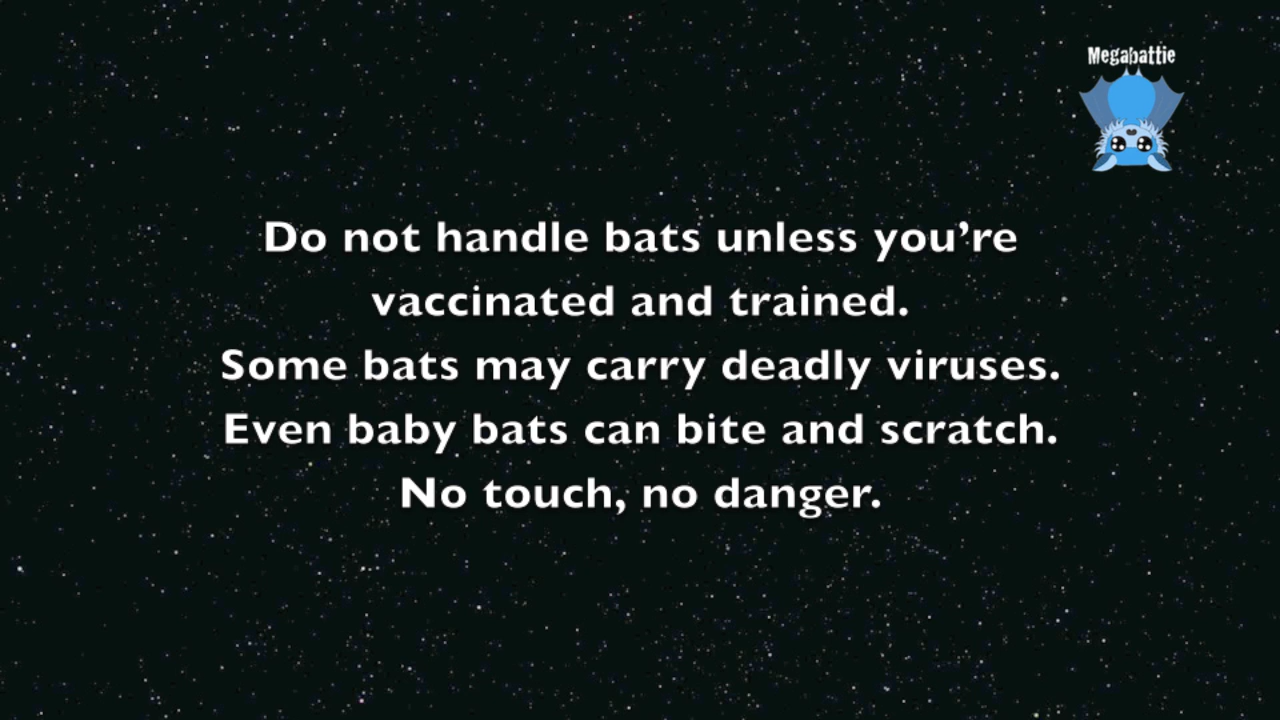 Megabattie
Do not handle bats unless you’re
vaccinated and trained.
Some bats may carry deadly viruses.
Even baby bats can bite and scratch.
No touch, no danger.